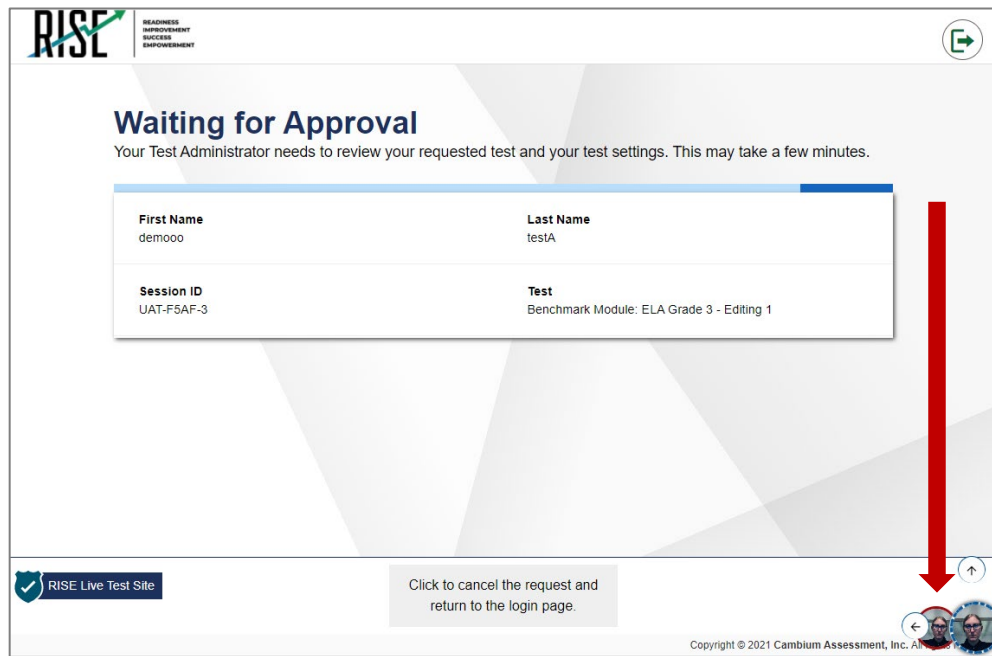 RISE
READINESS
IMPROVEMENT
SUCCESS
EMPOWERMENT
Waiting for Approval
Your Test Administrator needs to review your requested test and your test settings. This may take a few minutes.
First Name
demooo
Last Name
testA
Session ID
UAT-F5AF-3
Test
Benchmark Module: ELA Grade 3 - Editing 1
RISE Live Test Site
Click to cancel the request and
return to the login page.
Copyright © 2021 Cambium Assessment, Inc.